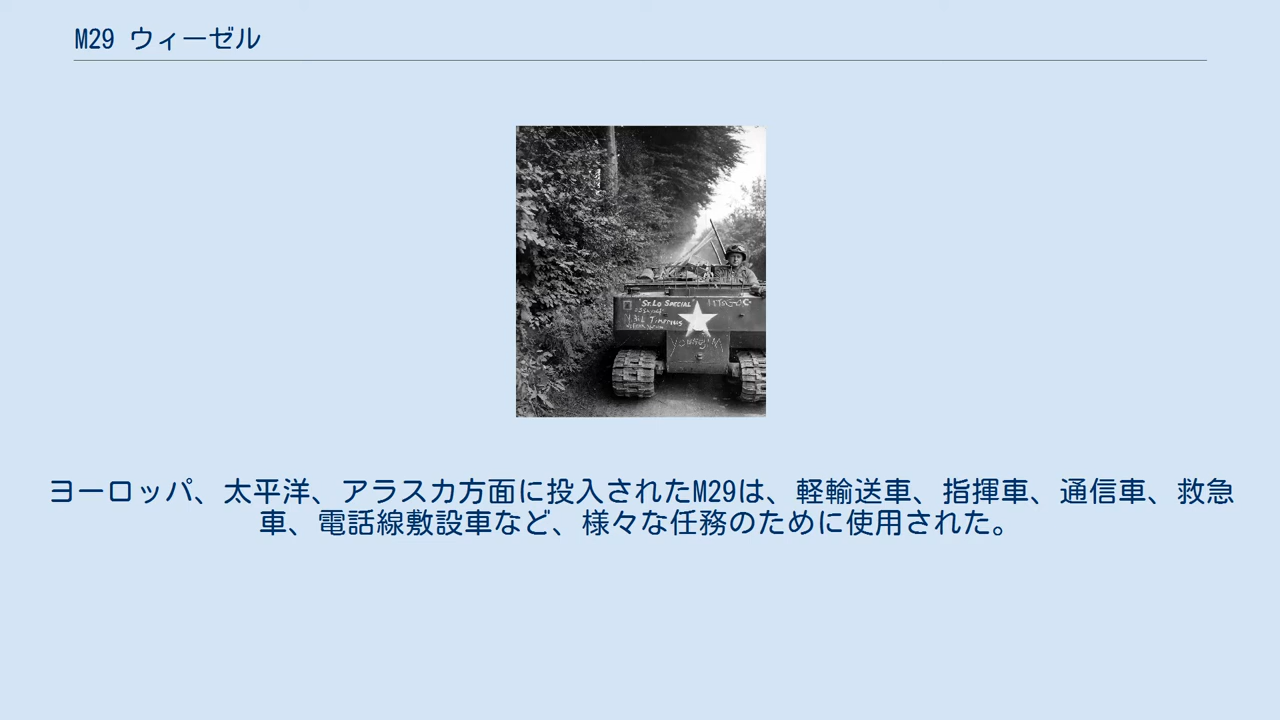 M29 ウィーゼル
St. Lo SPECIAL
ヨーロッパ、太平洋、アラスカ方面に投入されたM29は、軽輸送車、指揮車、通信車、救急
車、電話線敷設車など、様々な任務のために使用された。